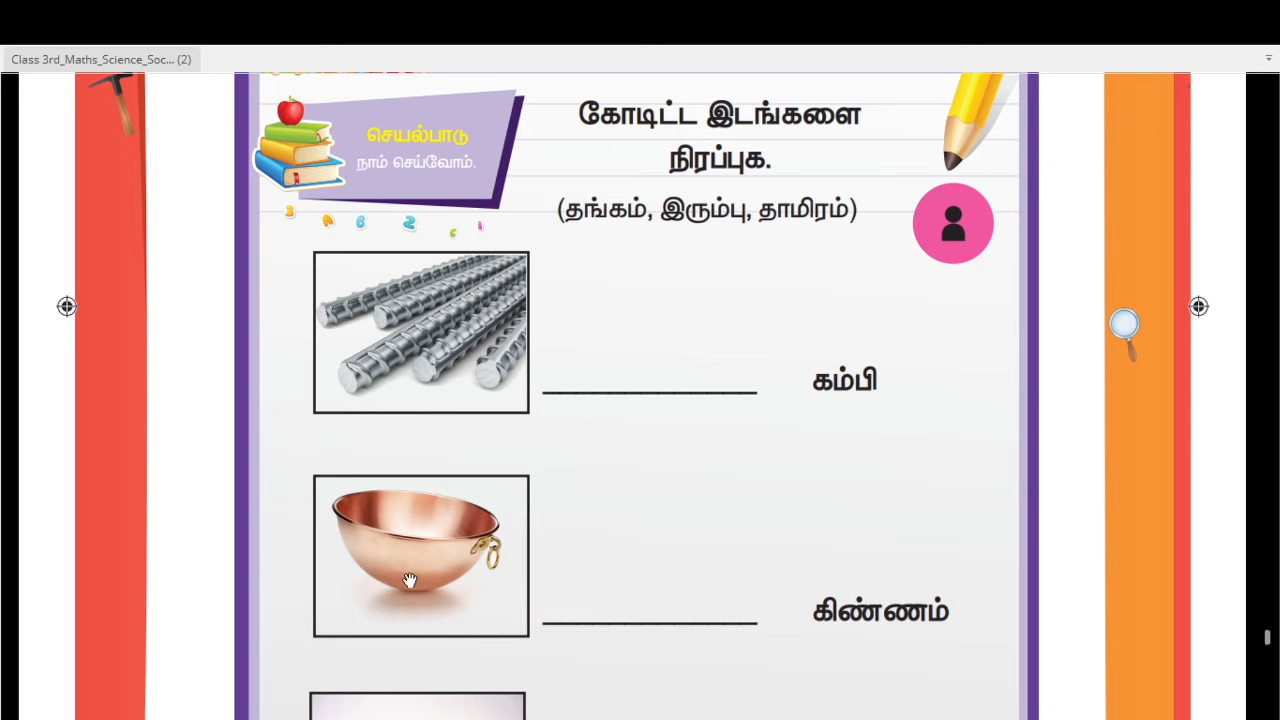 Class 3rd_Maths_Science_Soc... (2)
செயல்பாடு
நாம் செய்வோம்.
கோடிட்ட இடங்களை
நிரப்புக.
(தங்கம், இரும்பு, தாமிரம்)
கம்பி
கிண்ணம்